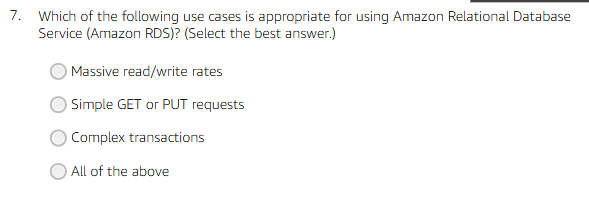 7. Which of the following use cases is appropriate for using Amazon Relational Database
Service (Amazon RDS)? (Select the best answer.)
Massive read/write rates
Simple GET or PUT requests
Complex transactions
All of the above